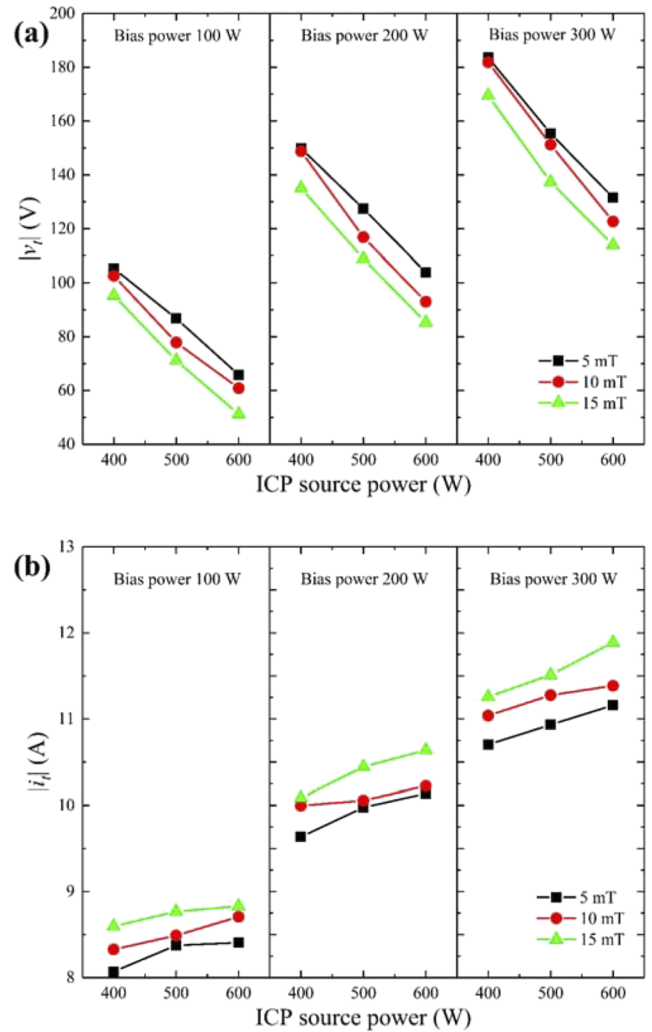 (a)
Bias power 100 W
Bias power 200 W
Bias power 300 W
200
180
160
140
120
100
80
60
40
|vₜ| (V)
5 mT
10 mT
15 mT
400 500 600 400 500 600 400 500 600
ICP source power (W)
(b)
Bias power 100 W
Bias power 200 W
Bias power 300 W
13
12
11
10
9
8
|iₜ| (A)
5 mT
10 mT
15 mT
400 500 600 400 500 600 400 500 600
ICP source power (W)